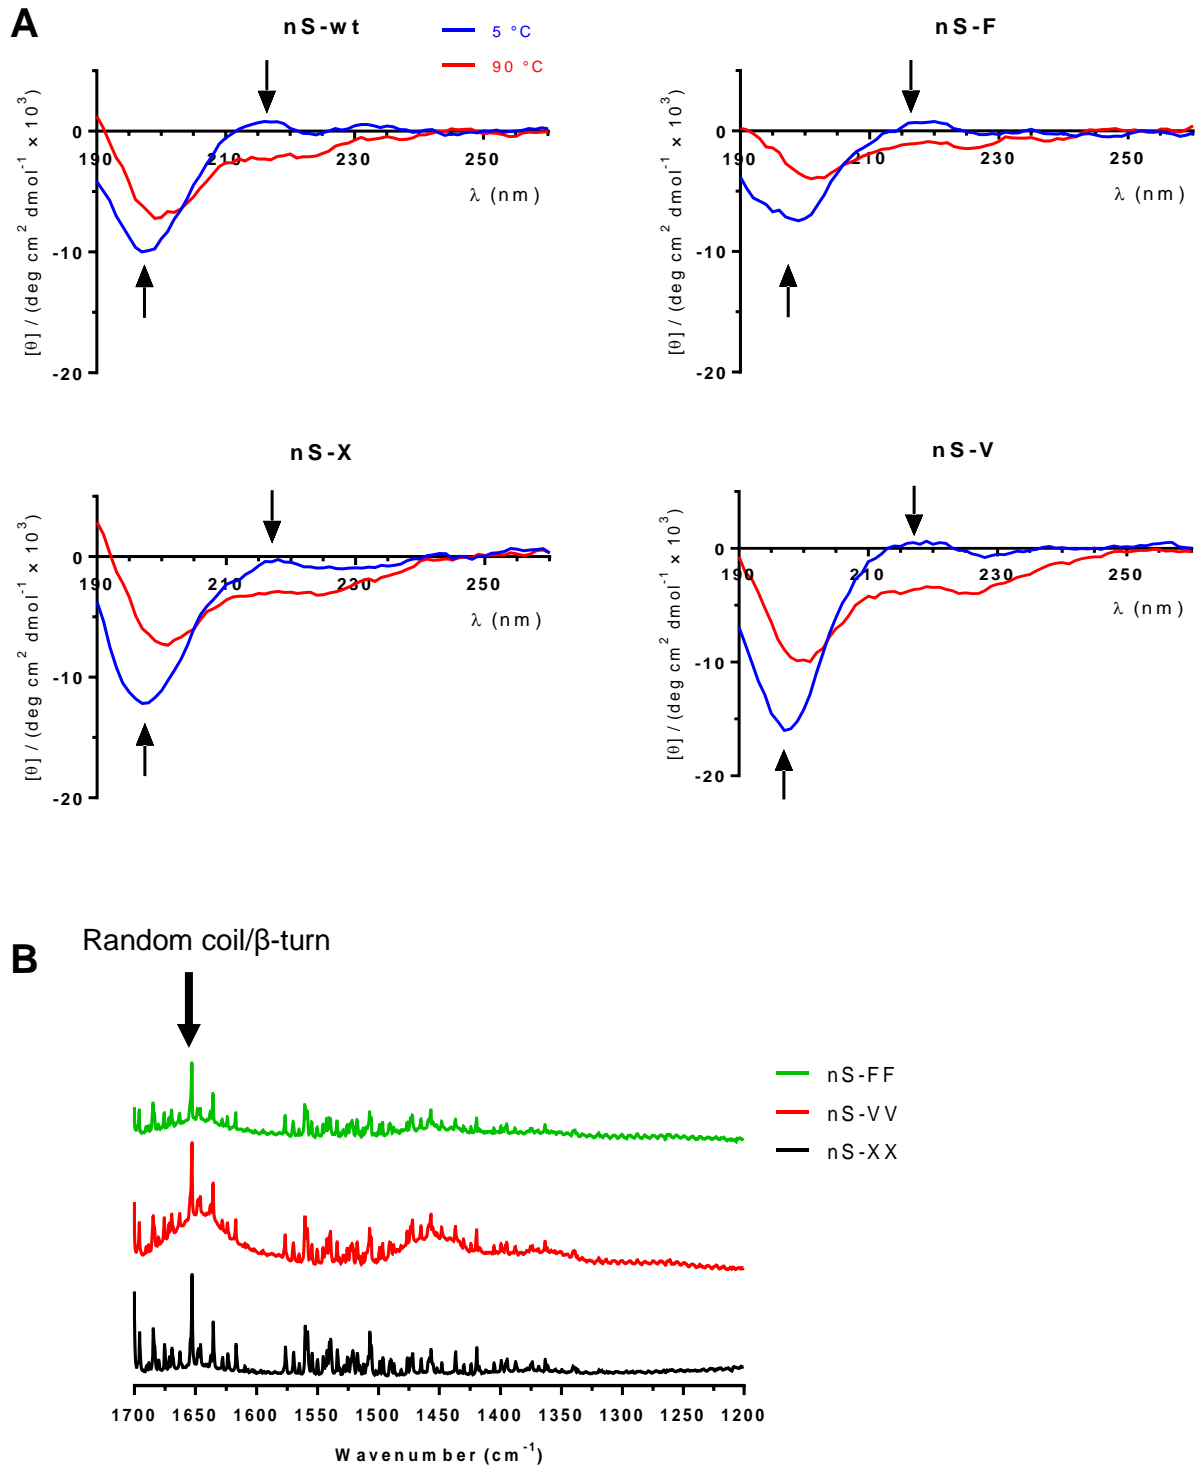 A
nS-wt
5 °C
90 °C
nS-F
0
190
210
230
250
-10
-20
λ (nm)
[θ] / (deg cm² dmol⁻¹ × 10³)
0
190
210
230
250
-10
-20
λ (nm)
[θ] / (deg cm² dmol⁻¹ × 10³)
nS-X
nS-V
0
190
210
230
250
-10
-20
λ (nm)
[θ] / (deg cm² dmol⁻¹ × 10³)
0
190
210
230
250
-10
-20
λ (nm)
[θ] / (deg cm² dmol⁻¹ × 10³)
B
Random coil/β-turn
nS-FF
nS-VV
nS-XX
1700 1650 1600 1550 1500 1450 1400 1350 1300 1250 1200
Wavenumber (cm⁻¹)